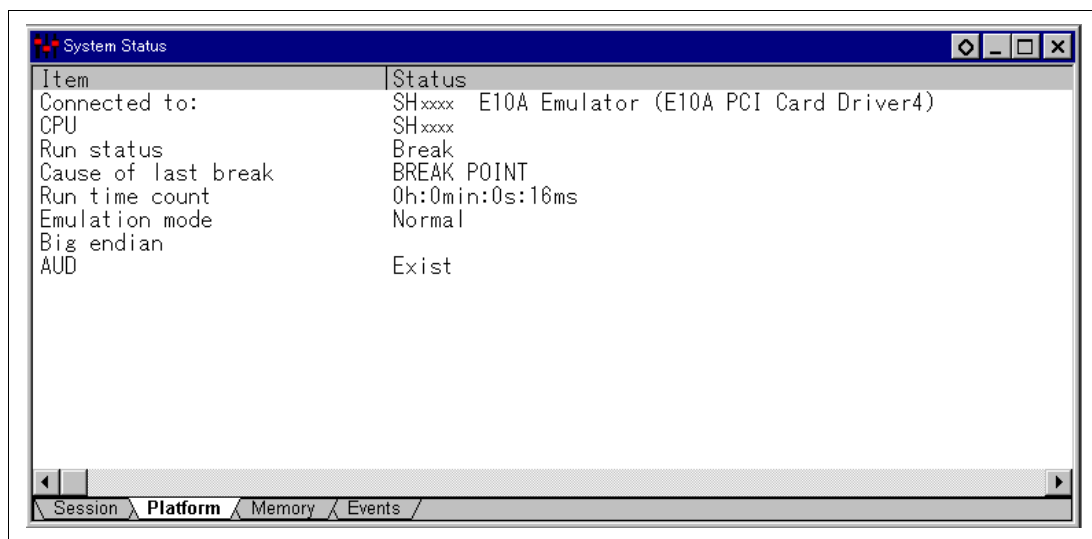 System Status
Item Status
Connected to: SHxxxx E10A Emulator (E10A PCI Card Driver4)
CPU SHxxxx
Run status Break
Cause of last break BREAK POINT
Run time count 0h:0min:0s:16ms
Emulation mode Normal
Big endian
AUD Exist
Session Platform Memory Events